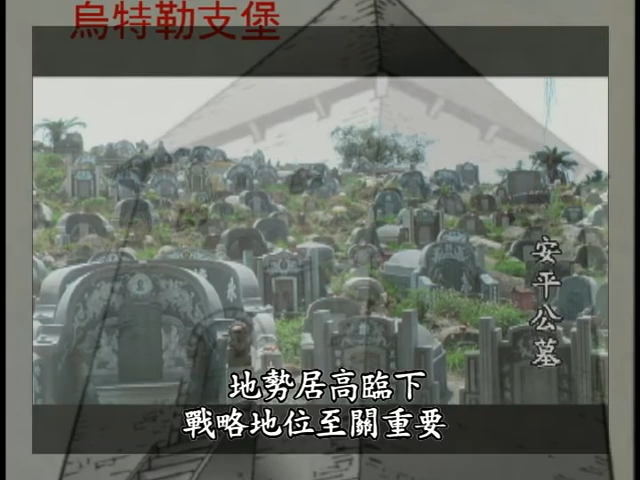 烏特勒支堡
安平公墓
地勢居高臨下
戰略地位至關重要